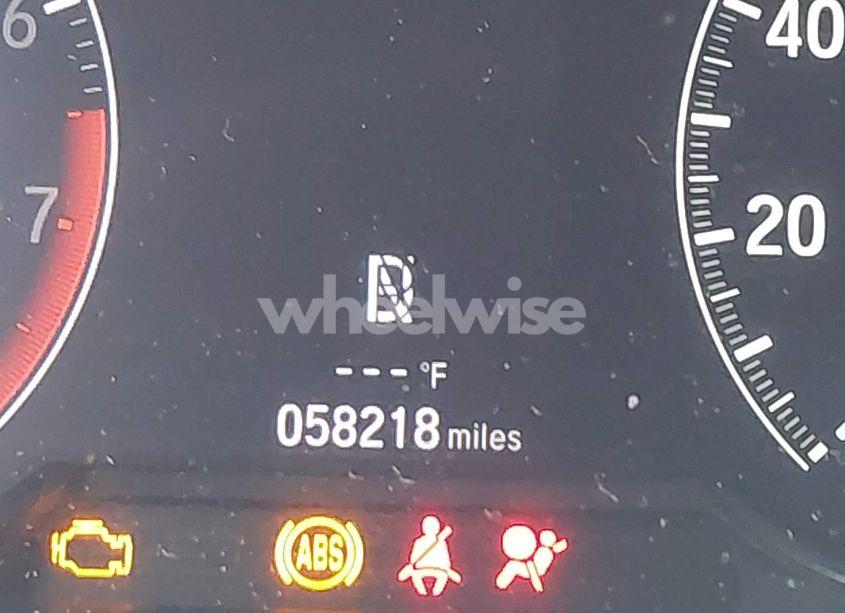 6
40
7
20
D
wheelwise
--- °F
058218 miles
ABS